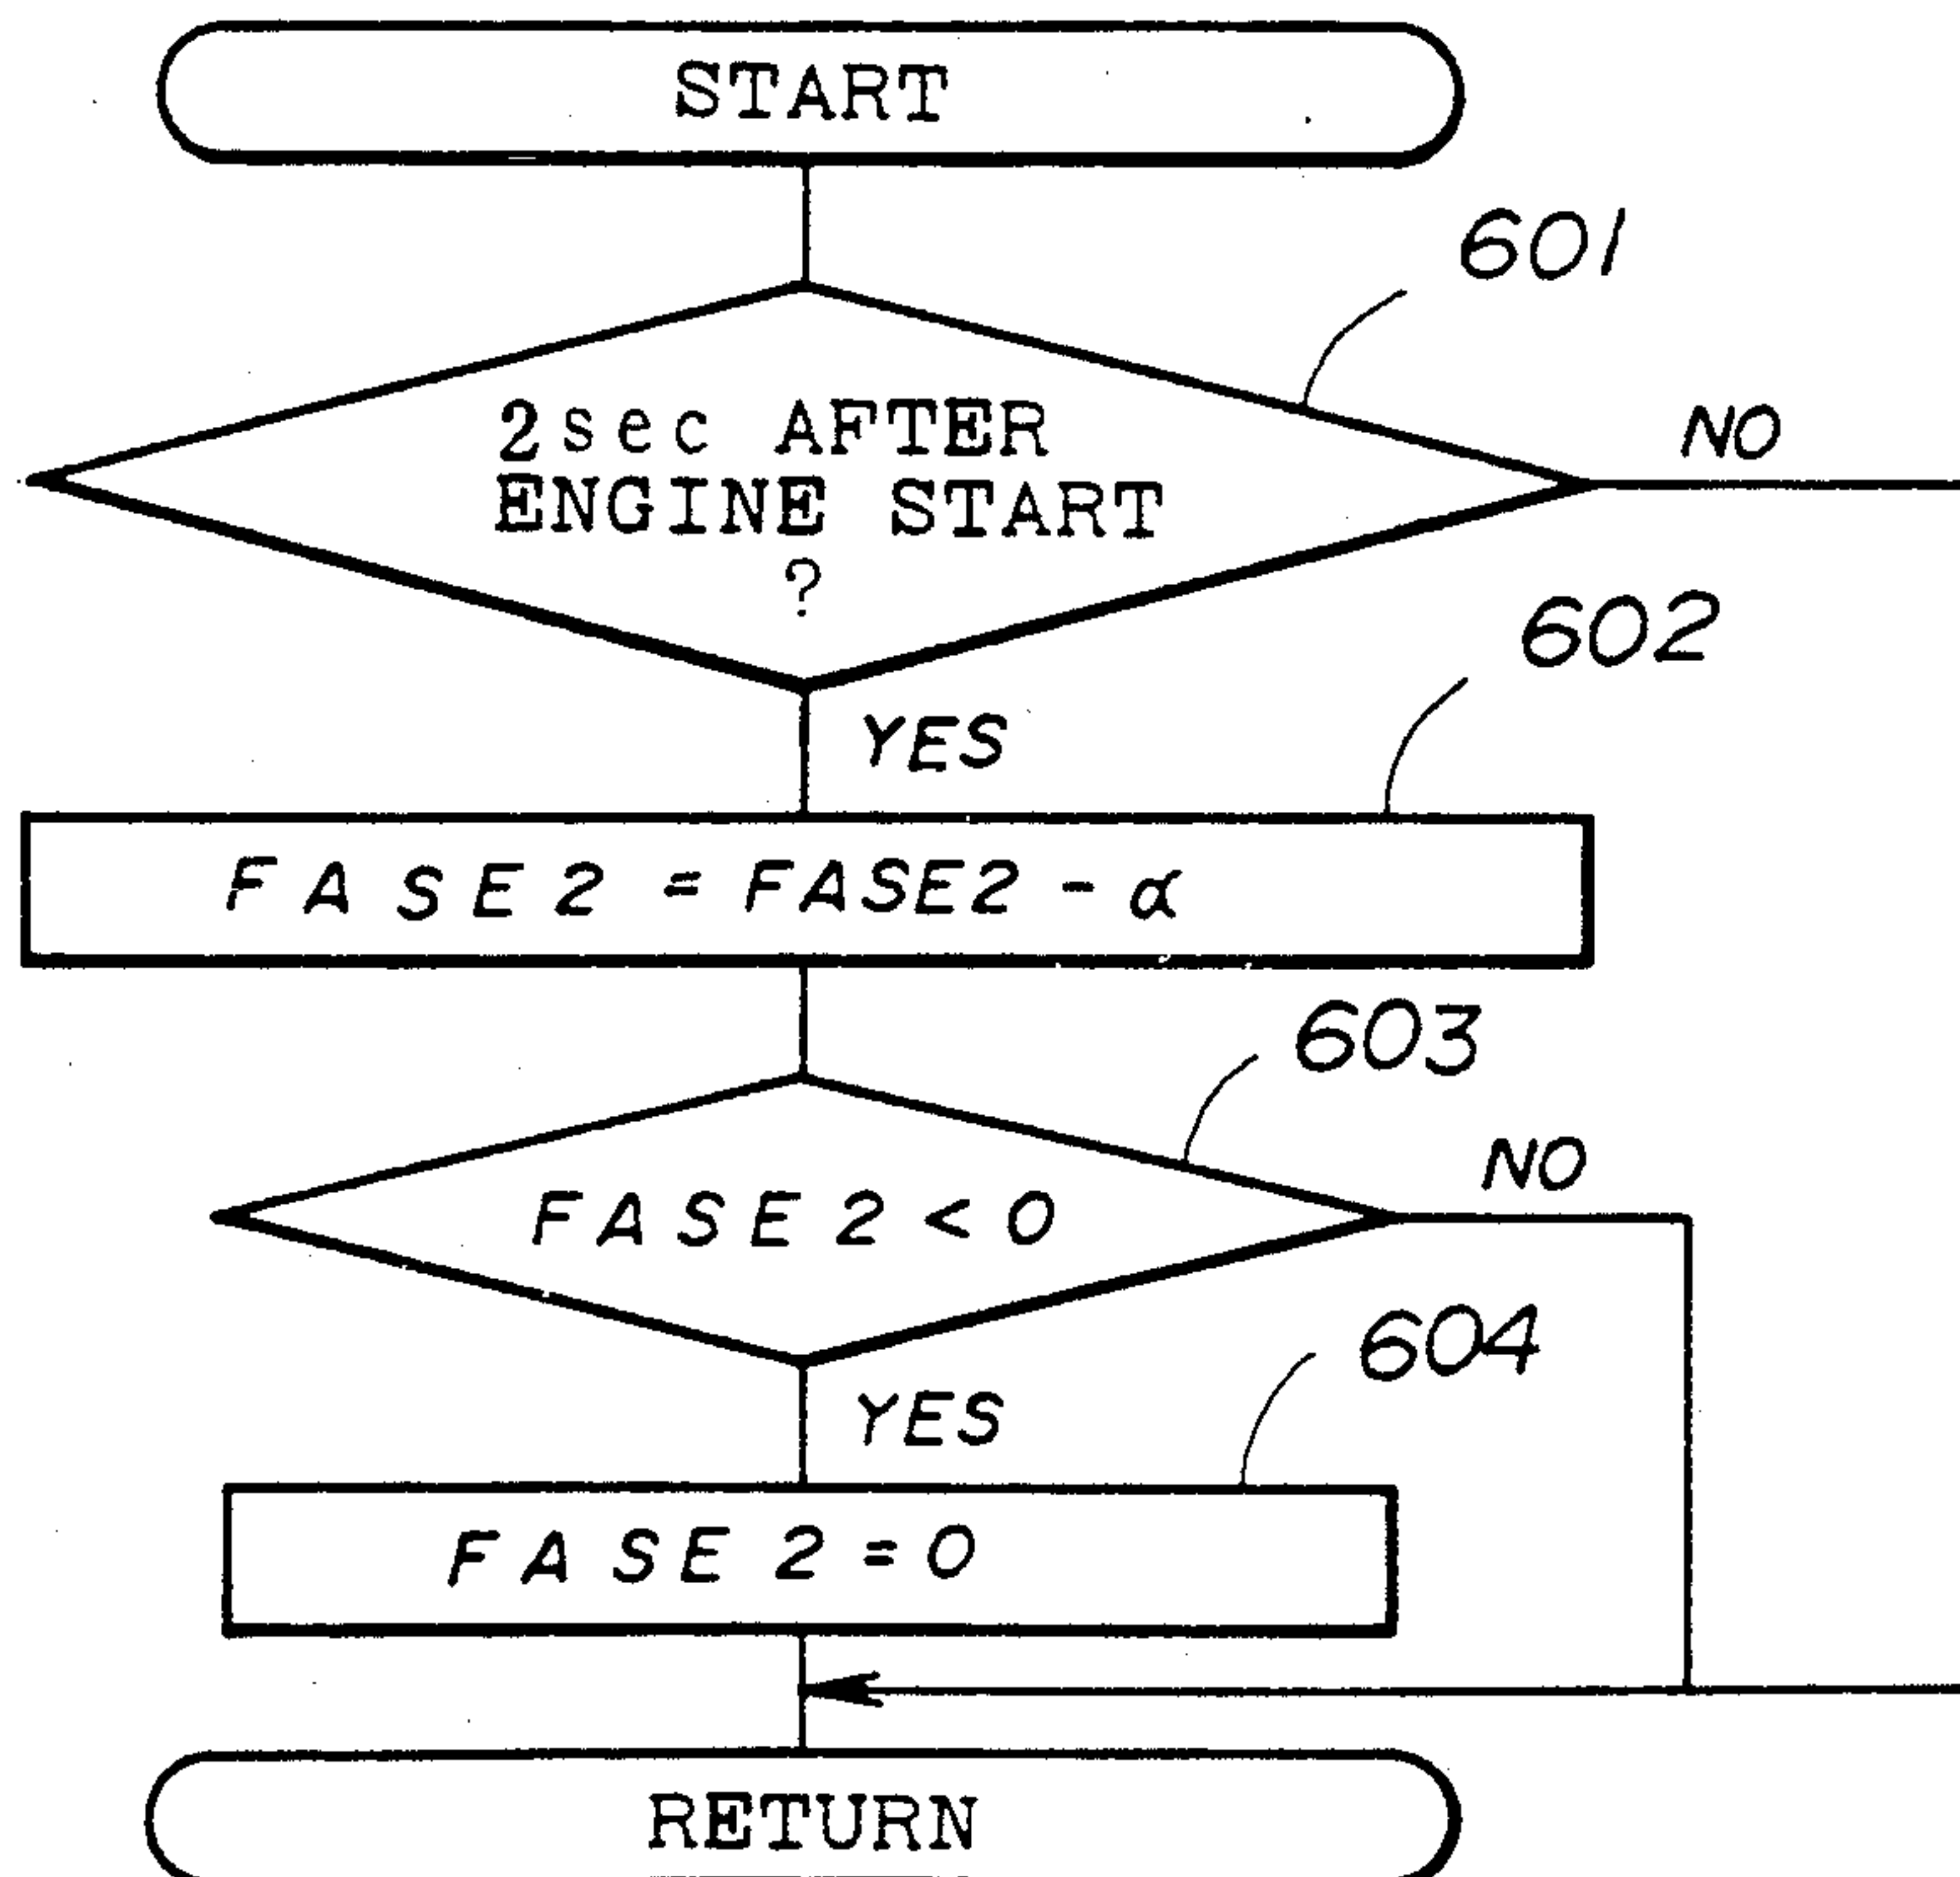 START
601
2sec AFTER
ENGINE START
?
NO
602
YES
FASE2 = FASE2 - α
603
FASE2 < 0
NO
604
YES
FASE2 = 0
RETURN